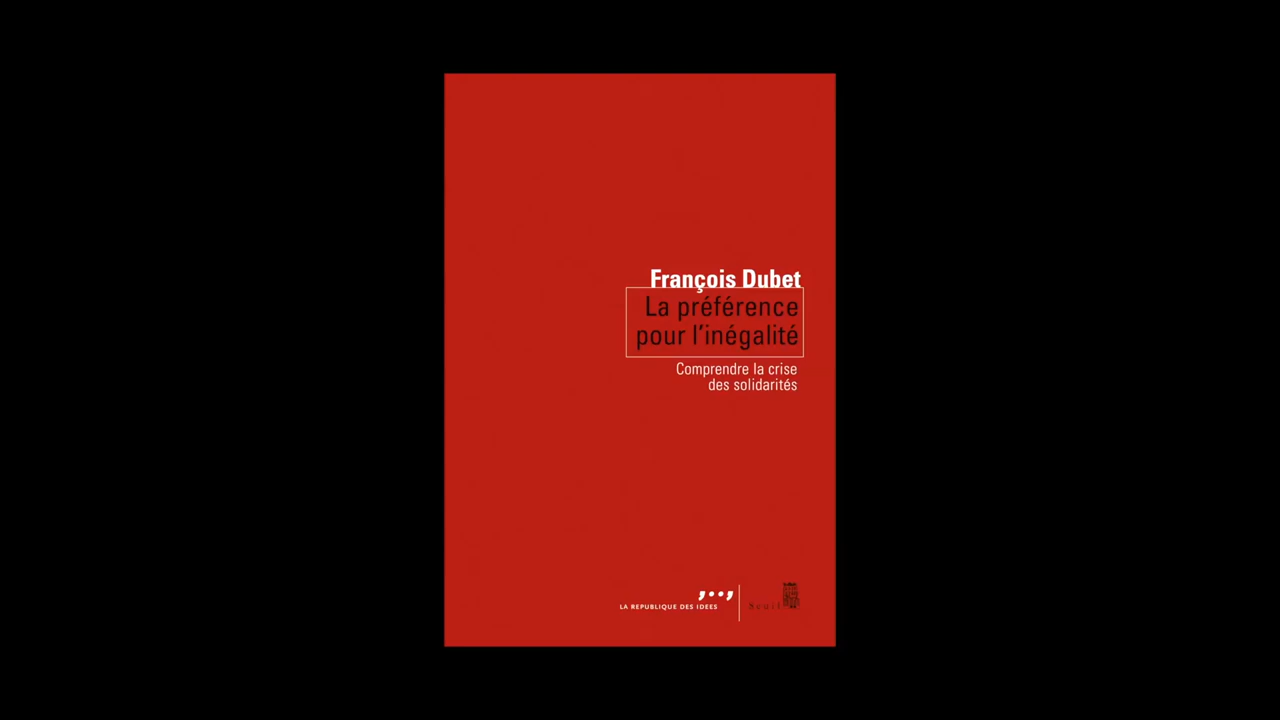 François Dubet
La préférence
pour l'inégalité
Comprendre la crise
des solidarités
LA REPUBLIQUE DES IDEES
Seuil